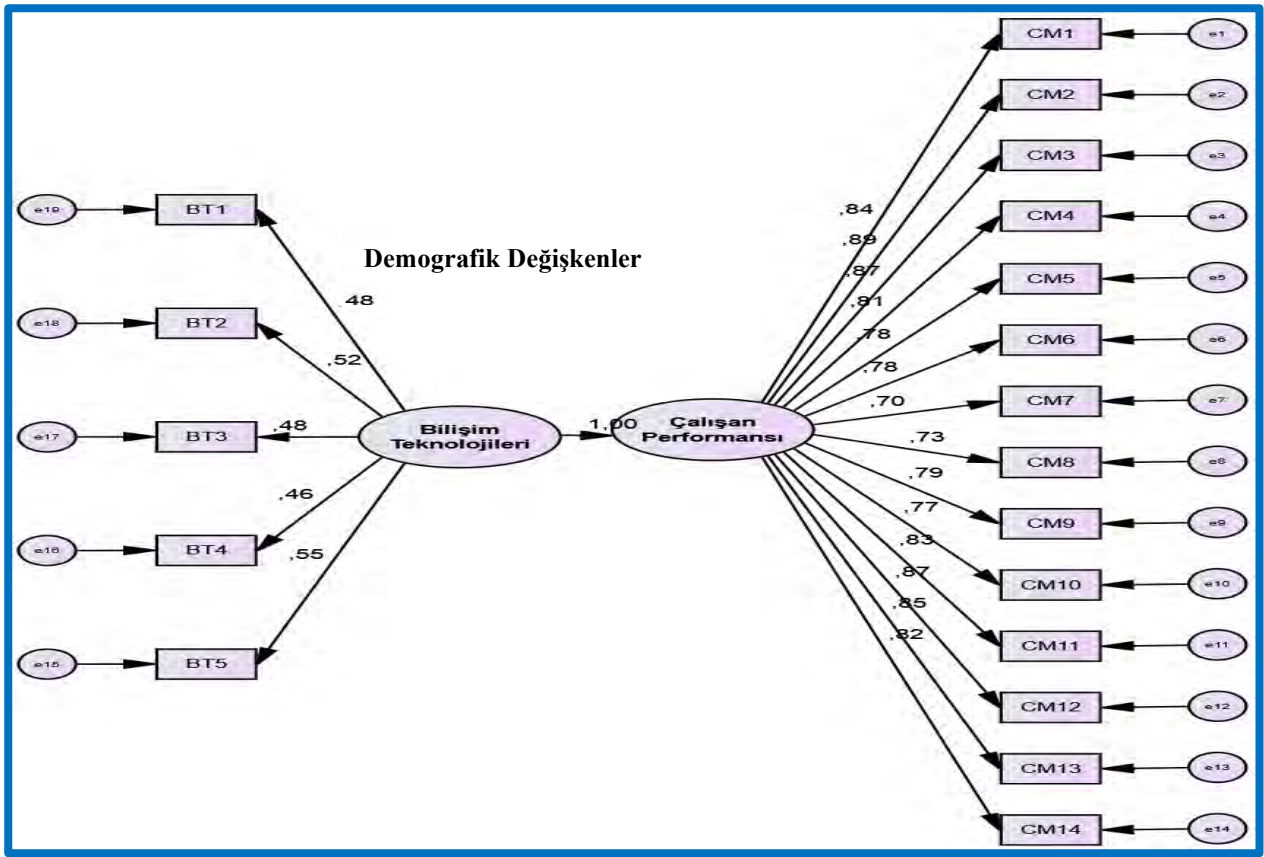 CM1
e1
CM2
e2
CM3
e3
e19
BT1
,84
CM4
e4
,89
Demografik Değişkenler
,87
CM5
e5
,48
,81
e18
BT2
,78
CM6
e6
,52
,78
,70
CM7
e7
e17
BT3
,48
Bilişim
Teknolojileri
1,00
Çalışan
Performansı
,73
CM8
e8
,79
,46
,77
CM9
e9
e16
BT4
,55
,83
,87
CM10
e10
,85
,82
CM11
e11
e15
BT5
CM12
e12
CM13
e13
CM14
e14